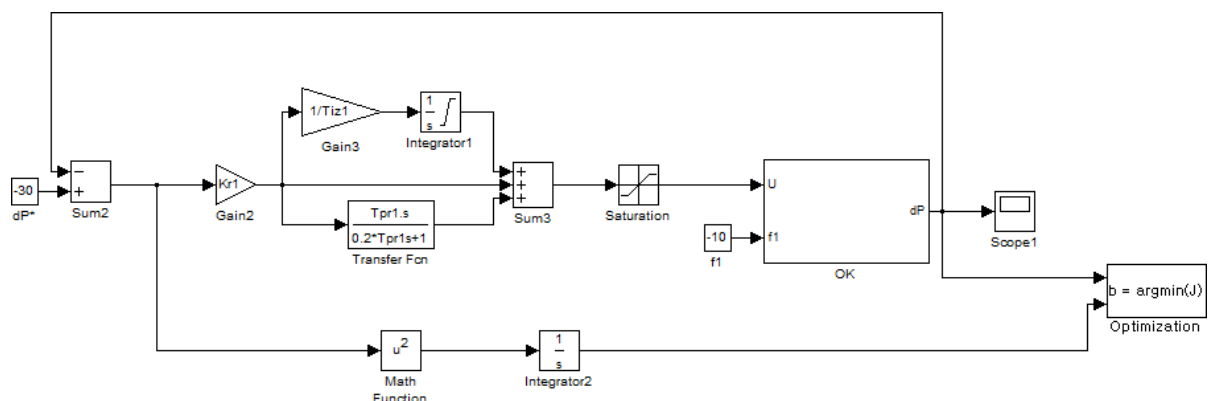 1/Tiz1
1
s
Gain3
Integrator1
−
+
Sum2
-30
dP*
Kr1
Gain2
+
+
+
Sum3
Tpr1.s
0.2*Tpr1s+1
Transfer Fcn
Saturation
U
dP
f1
OK
-10
f1
Scope1
b = argmin(J)
Optimization
u²
Math
Function
1
s
Integrator2